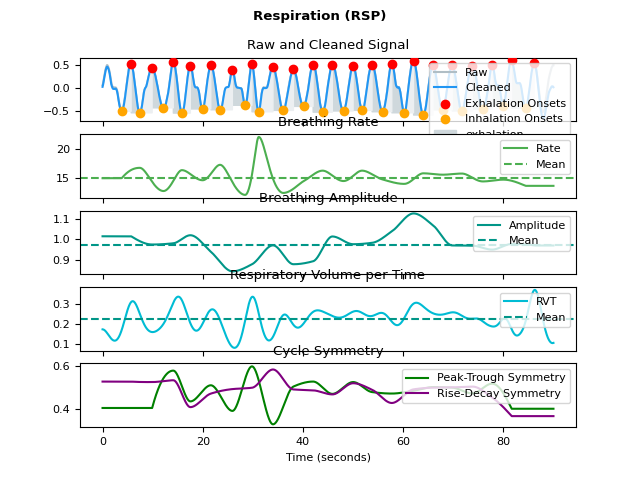 Respiration (RSP)
Raw and Cleaned Signal
0.5
0.0
−0.5
Raw
Cleaned
Exhalation Onsets
Inhalation Onsets
exhalation
Breathing Rate
20
15
Rate
Mean
Breathing Amplitude
1.1
1.0
0.9
Amplitude
Mean
Respiratory Volume per Time
0.3
0.2
0.1
RVT
Mean
Cycle Symmetry
0.6
0.4
Peak-Trough Symmetry
Rise-Decay Symmetry
0 20 40 60 80
Time (seconds)